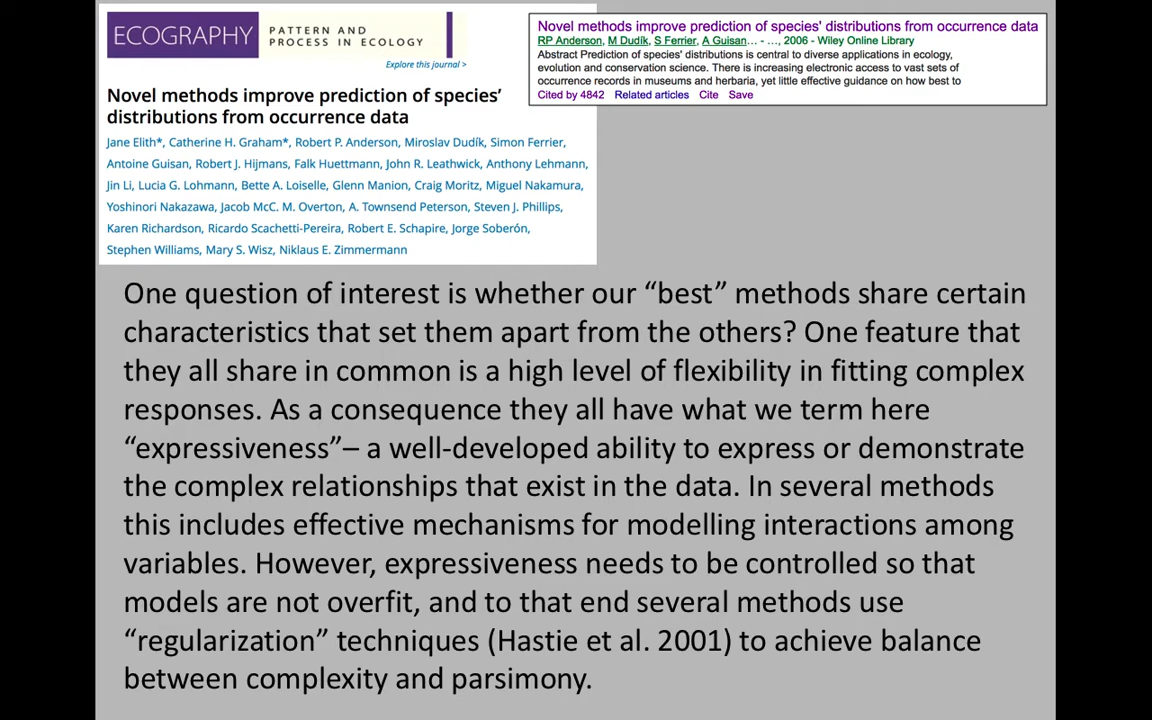 ECOGRAPHY
PATTERN AND
PROCESS IN ECOLOGY
Explore this journal >
Novel methods improve prediction of species’
distributions from occurrence data
Jane Elith*, Catherine H. Graham*, Robert P. Anderson, Miroslav Dudík, Simon Ferrier,
Antoine Guisan, Robert J. Hijmans, Falk Huettmann, John R. Leathwick, Anthony Lehmann,
Jin Li, Lucia G. Lohmann, Bette A. Loiselle, Glenn Manion, Craig Moritz, Miguel Nakamura,
Yoshinori Nakazawa, Jacob McC. M. Overton, A. Townsend Peterson, Steven J. Phillips,
Karen Richardson, Ricardo Scachetti-Pereira, Robert E. Schapire, Jorge Soberón,
Stephen Williams, Mary S. Wisz, Niklaus E. Zimmermann
Novel methods improve prediction of species' distributions from occurrence data
RP Anderson, M Dudík, S Ferrier, A Guisan… - …, 2006 - Wiley Online Library
Abstract Prediction of species' distributions is central to diverse applications in ecology,
evolution and conservation science. There is increasing electronic access to vast sets of
occurrence records in museums and herbaria, yet little effective guidance on how best to
Cited by 4842 Related articles Cite Save
One question of interest is whether our “best” methods share certain
characteristics that set them apart from the others? One feature that
they all share in common is a high level of flexibility in fitting complex
responses. As a consequence they all have what we term here
“expressiveness”– a well-developed ability to express or demonstrate
the complex relationships that exist in the data. In several methods
this includes effective mechanisms for modelling interactions among
variables. However, expressiveness needs to be controlled so that
models are not overfit, and to that end several methods use
“regularization” techniques (Hastie et al. 2001) to achieve balance
between complexity and parsimony.